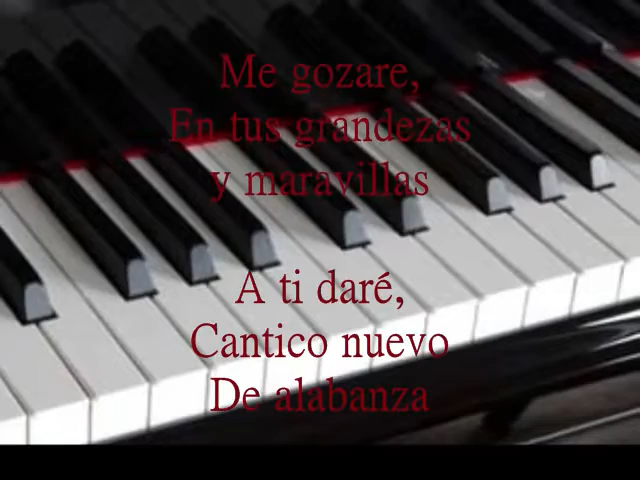 Me gozare,
En tus grandezas
y maravillas
A ti daré,
Cantico nuevo
De alabanza